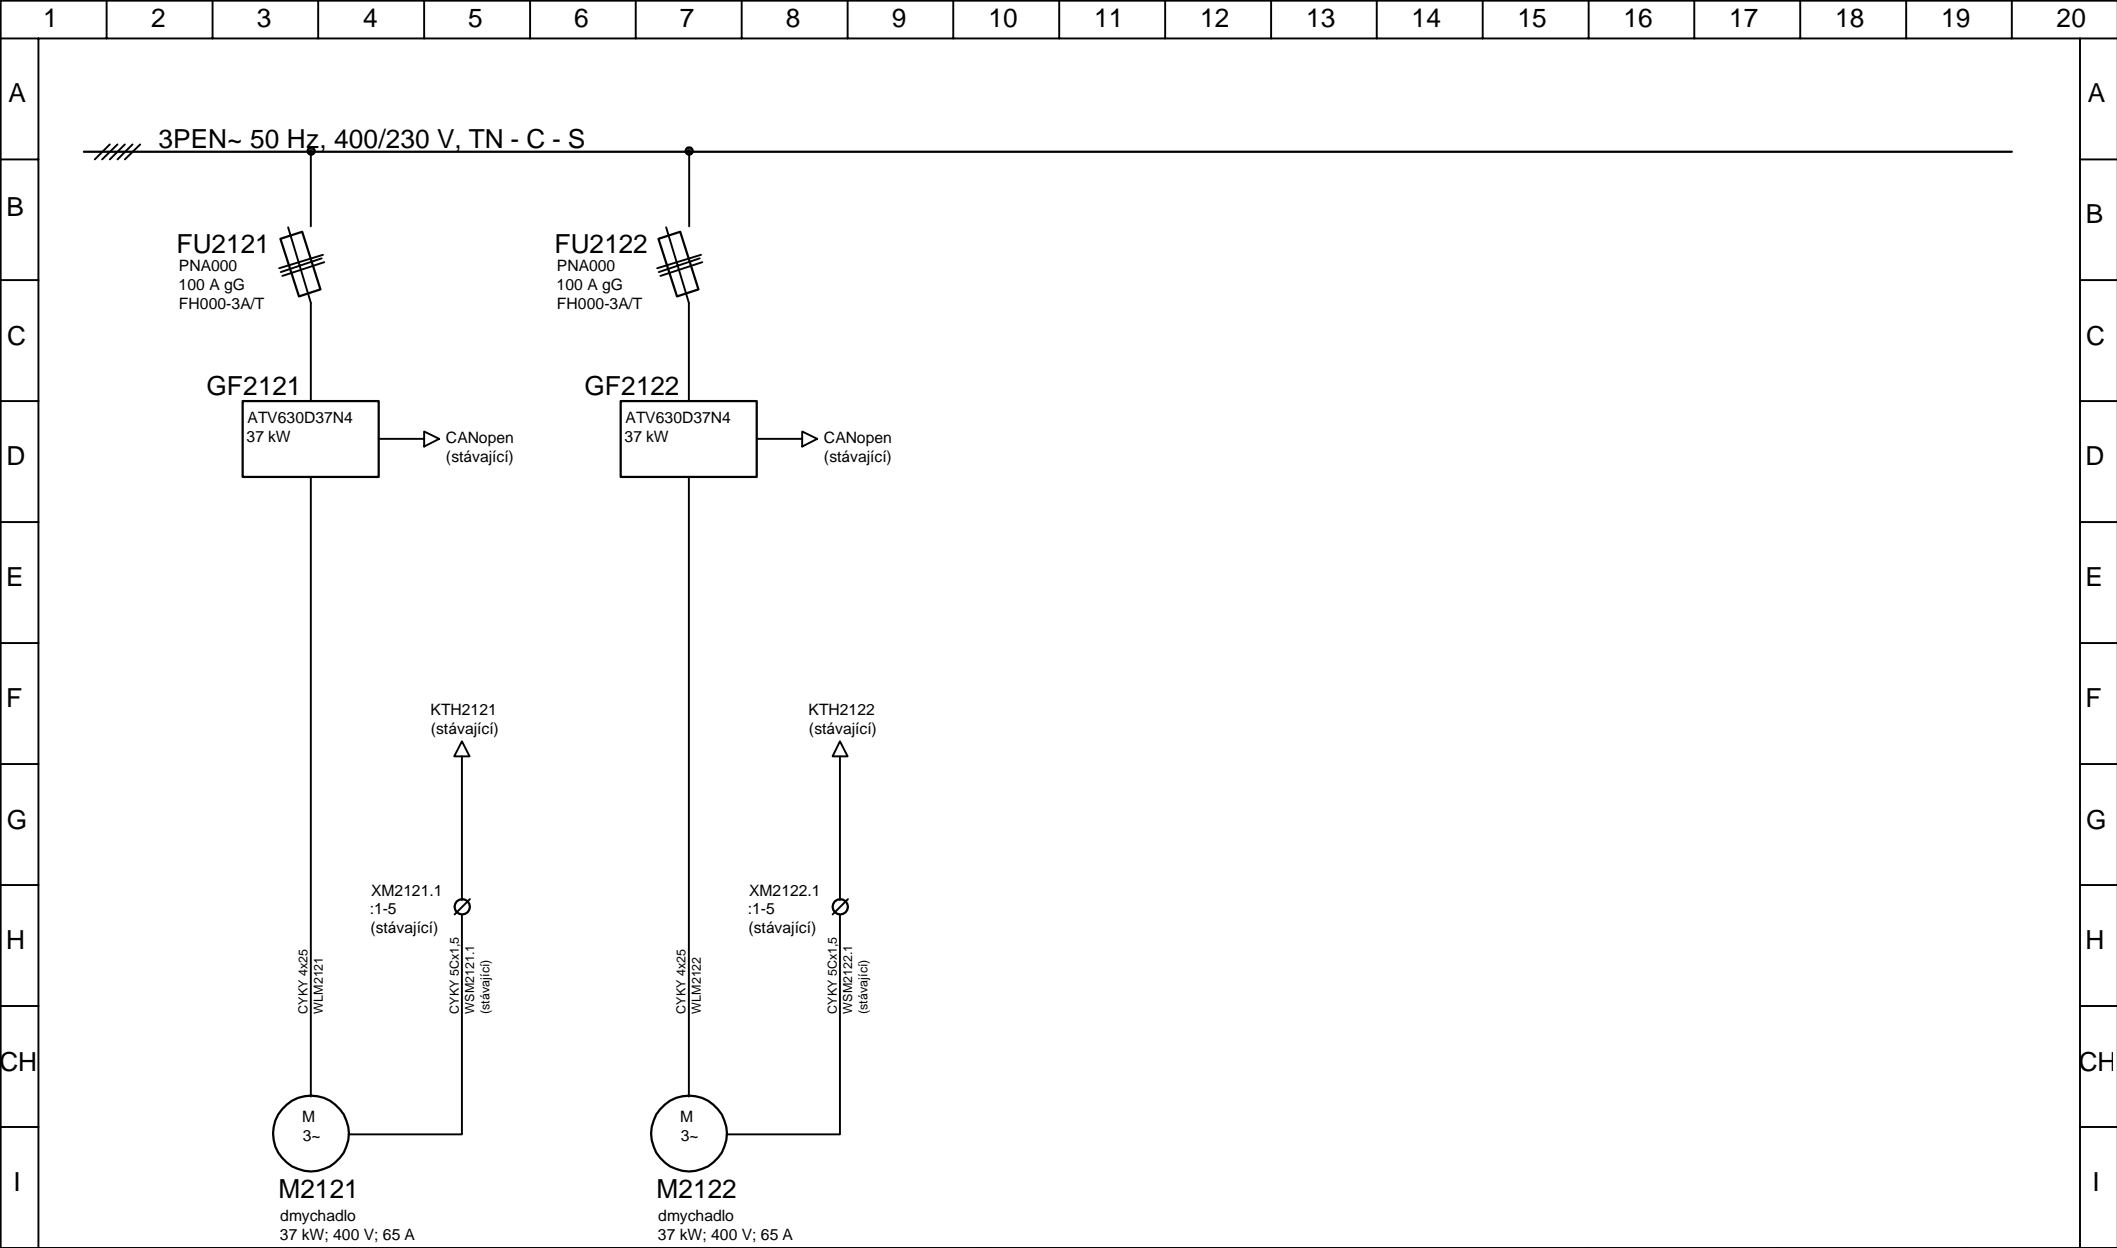 1 2 3 4 5 6 7 8 9 10 11 12 13 14 15 16 17 18 19 20
A A
3PEN~ 50 Hz, 400/230 V, TN - C - S
B B
FU2121
PNA000
100 A gG
FH000-3A/T
FU2122
PNA000
100 A gG
FH000-3A/T
C C
GF2121
ATV630D37N4
37 kW
CANopen
(stávající)
GF2122
ATV630D37N4
37 kW
CANopen
(stávající)
D D
E E
F F
KTH2121
(stávající)
KTH2122
(stávající)
G G
XM2121.1
:1-5
(stávající)
XM2122.1
:1-5
(stávající)
H H
CYKY 4x25
WLM2121
CYKY 5Cx1,5
WSM2121.1
(stávající)
CYKY 4x25
WLM2122
CYKY 5Cx1,5
WSM2122.1
(stávající)
CH CH
M
3~
M
3~
I I
M2121
dmychadlo
37 kW; 400 V; 65 A
M2122
dmychadlo
37 kW; 400 V; 65 A